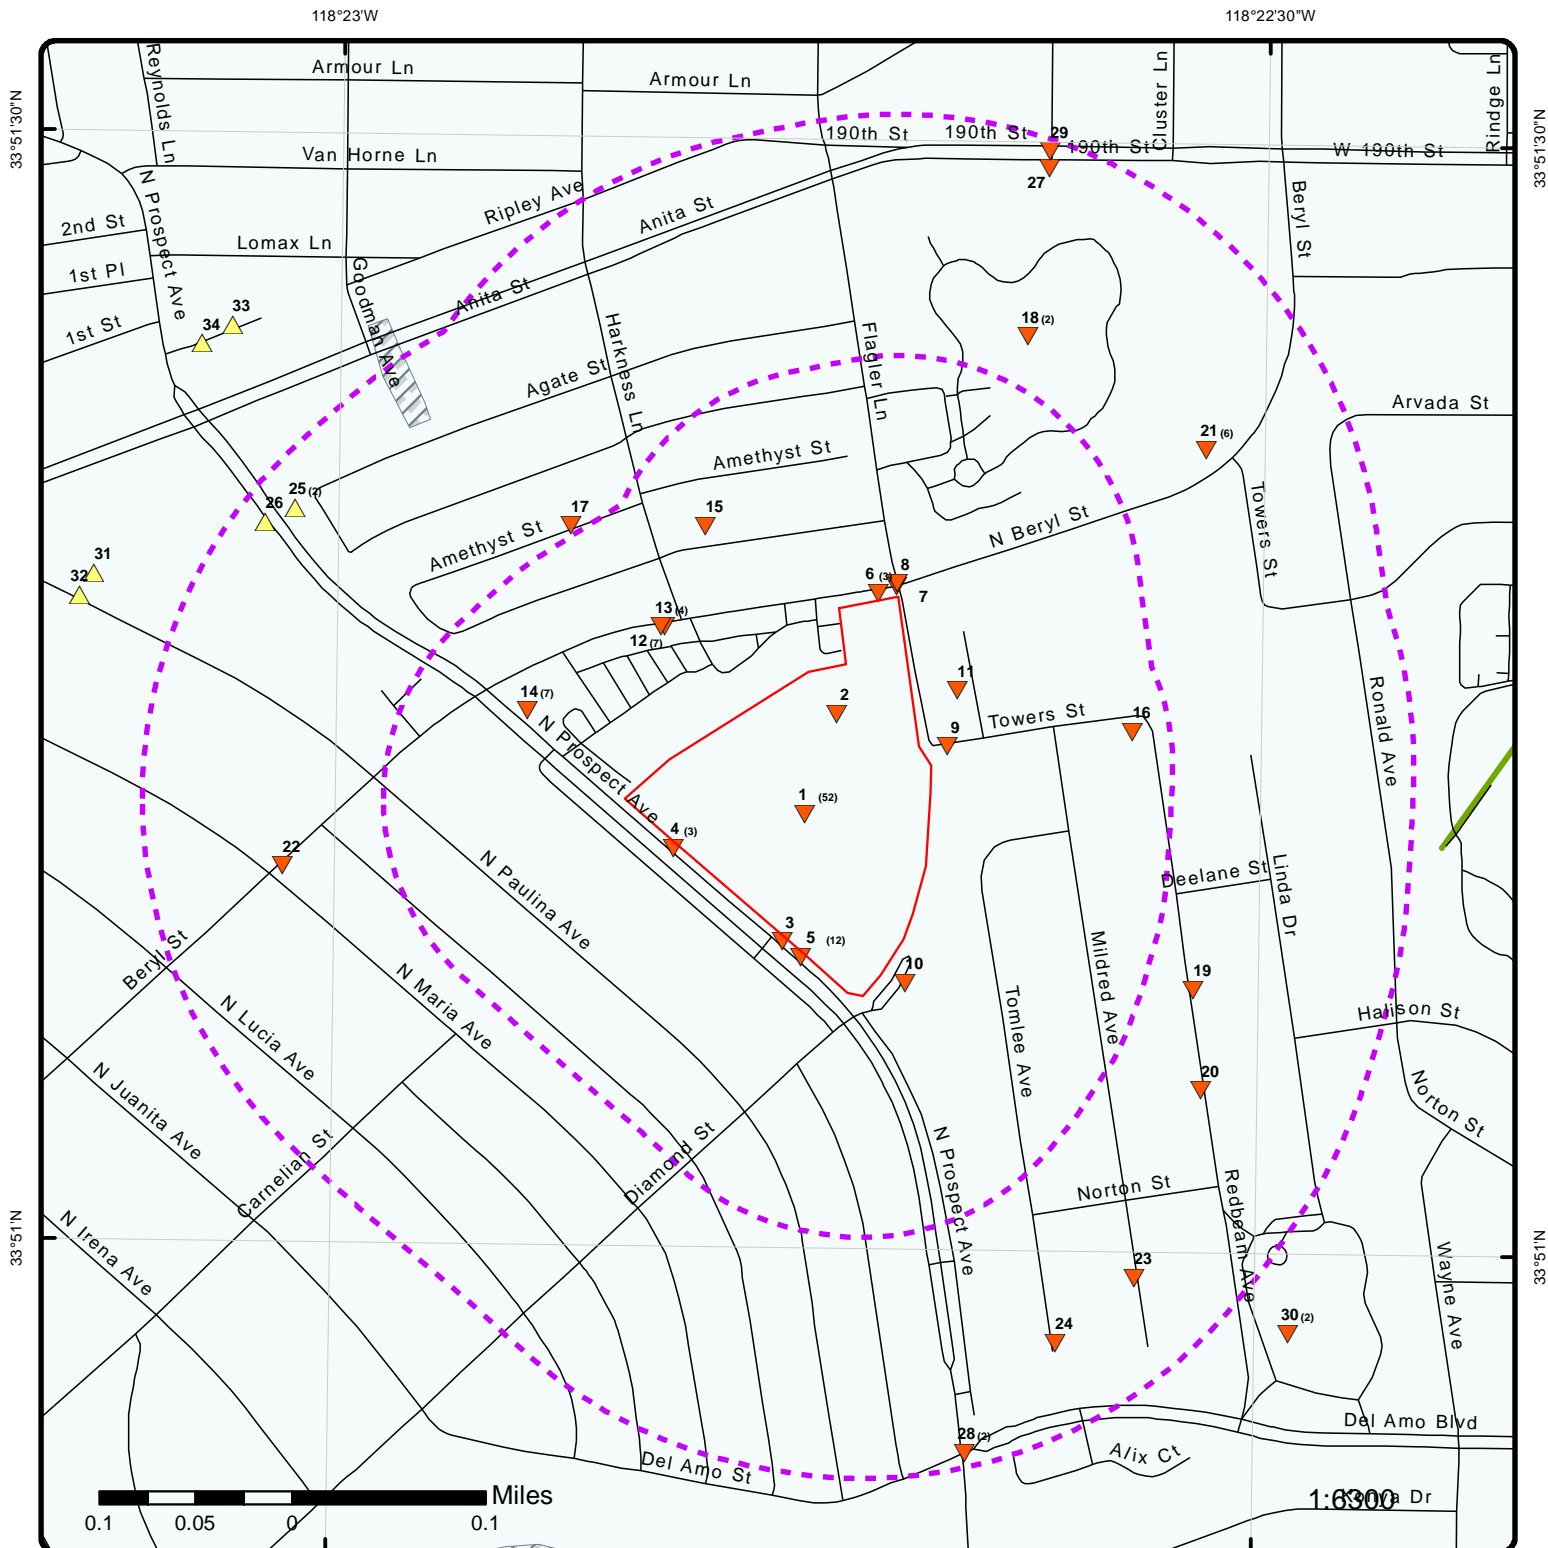 118°23'W
118°22'30"W
33°51'30"N
33°51'30"N
Reynolds Ln
Armour Ln
Armour Ln
Cluster Ln
Rindge Ln
190th St
190th St
29
190th St
W 190th St
Van Horne Ln
27
N Prospect Ave
Ripley Ave
Anita St
Beryl St
2nd St
Lomax Ln
1st Pl
Goodman Ave
Anita St
33
34
1st St
Harkness Ln
Flagler Ln
18 (2)
Agate St
Arvada St
21 (6)
Amethyst St
25 (2)
26
17
15
Towers St
N Beryl St
Amethyst St
31
32
6 (3)
8
7
13 (4)
12 (7)
11
14 (7)
2
Ronald Ave
9
Towers St
16
N Prospect Ave
1 (52)
4 (3)
22
N Paulina Ave
Deelane St
Linda Dr
3
5 (12)
Beryl St
10
Mildred Ave
19
N Maria Ave
N Lucia Ave
Tomlee Ave
Halison St
N Juanita Ave
20
Norton St
Carnelian St
Diamond St
N Prospect Ave
Norton St
Redbeam Ave
N Irena Ave
33°51'N
33°51'N
23
Wayne Ave
24
30 (2)
28 (2)
Del Amo Blvd
Alix Ct
Del Amo St
Miles
1:6300
Konya Dr
0.1
0.05
0
0.1